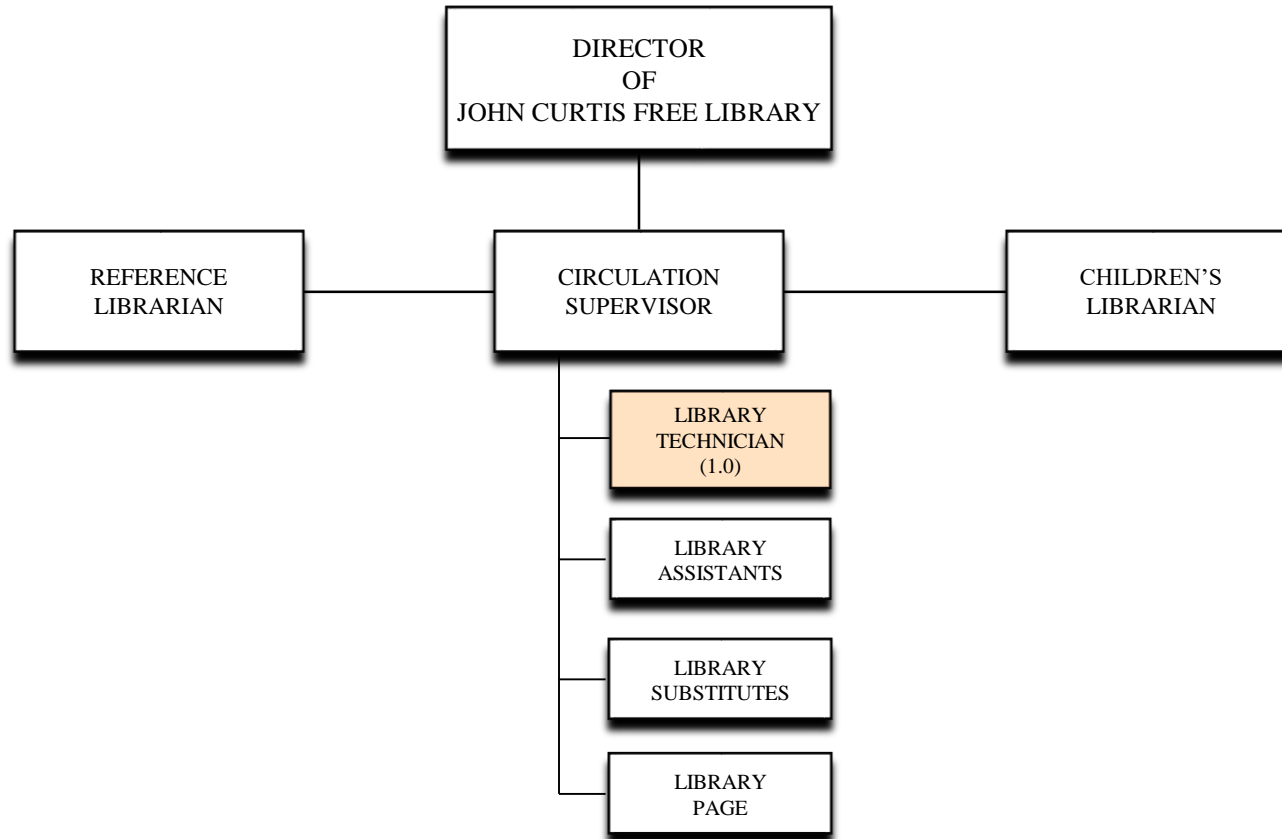 DIRECTOR
OF
JOHN CURTIS FREE LIBRARY
REFERENCE
LIBRARIAN
CIRCULATION
SUPERVISOR
CHILDREN’S
LIBRARIAN
LIBRARY
TECHNICIAN
(1.0)
LIBRARY
ASSISTANTS
LIBRARY
SUBSTITUTES
LIBRARY
PAGE